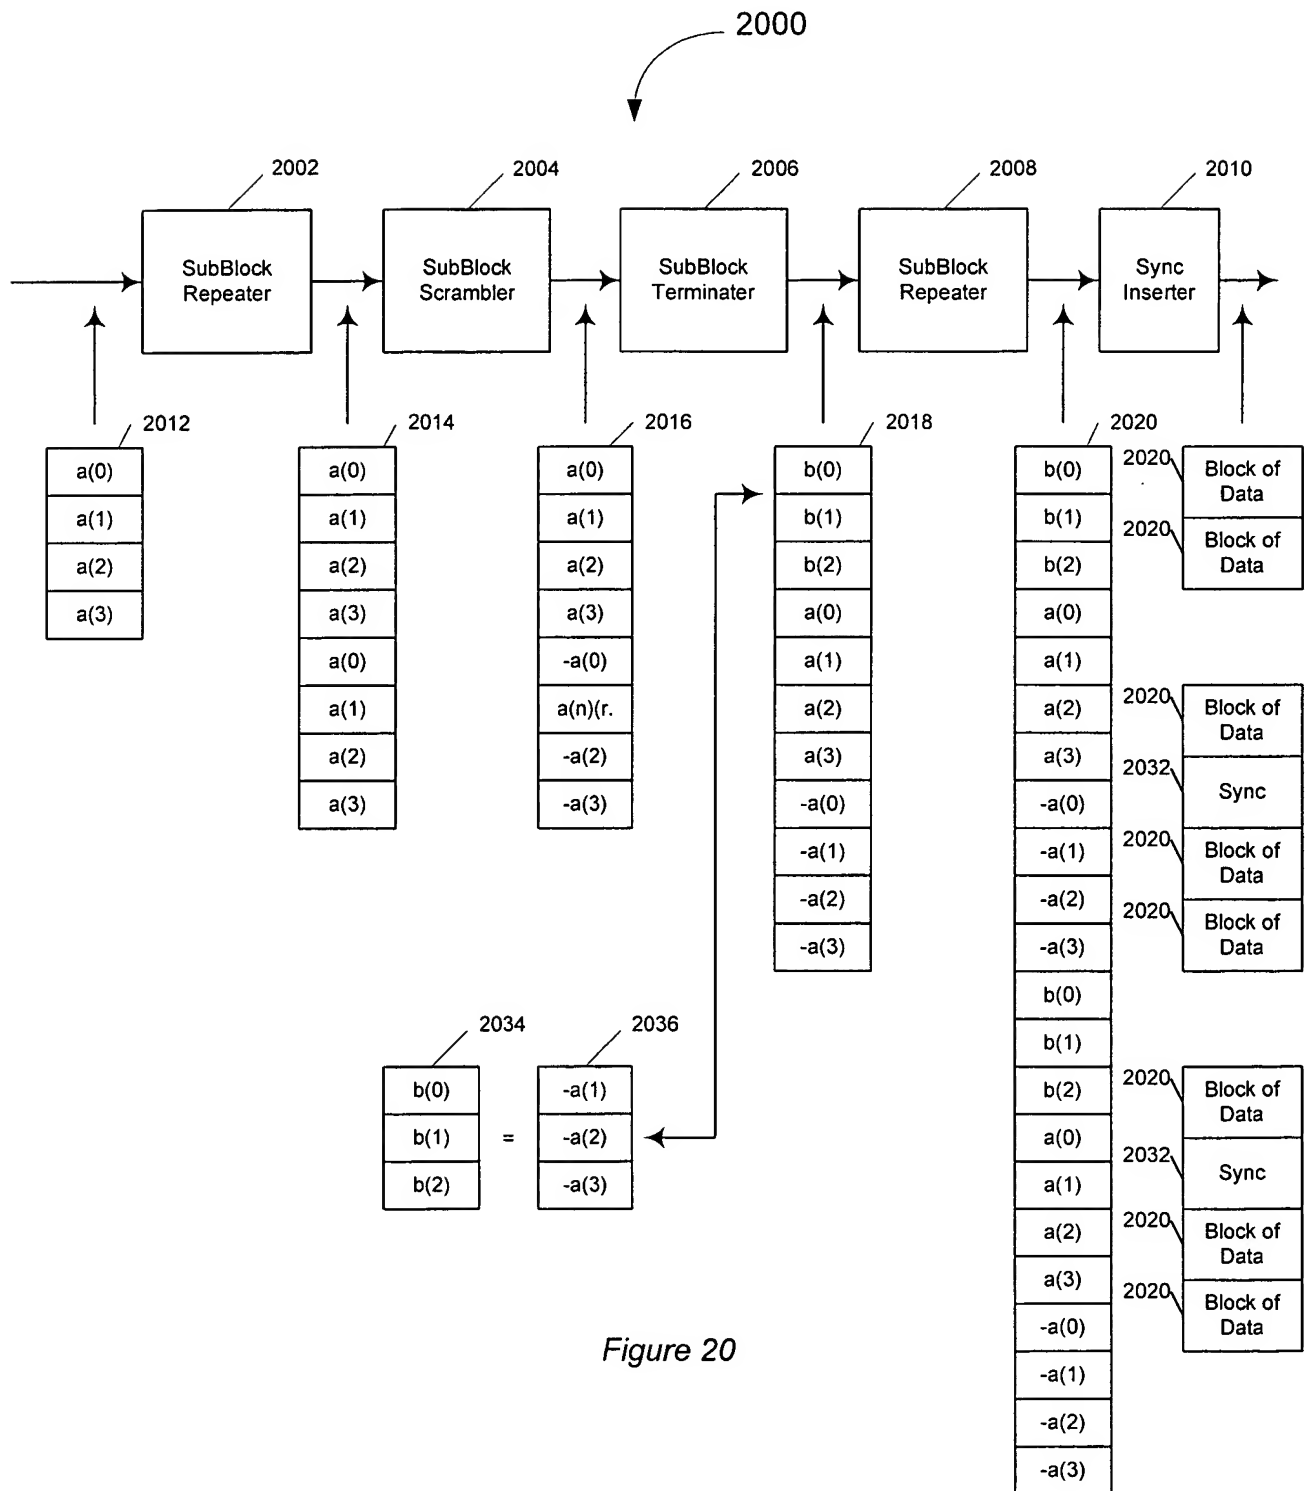 2000
2002
2004
2006
2008
2010
SubBlock
Repeater
SubBlock
Scrambler
SubBlock
Terminater
SubBlock
Repeater
Sync
Inserter
2012
a(0)
a(1)
a(2)
a(3)
2014
a(0)
a(1)
a(2)
a(3)
a(0)
a(1)
a(2)
a(3)
2016
a(0)
a(1)
a(2)
a(3)
-a(0)
a(n)(r.
-a(2)
-a(3)
2018
b(0)
b(1)
b(2)
a(0)
a(1)
a(2)
a(3)
-a(0)
-a(1)
-a(2)
-a(3)
2020
b(0)
b(1)
b(2)
a(0)
a(1)
a(2)
a(3)
-a(0)
-a(1)
-a(2)
-a(3)
b(0)
b(1)
b(2)
a(0)
a(1)
a(2)
a(3)
-a(0)
-a(1)
-a(2)
-a(3)
2020
Block of
Data
2020
Block of
Data
2020
Block of
Data
2032
Sync
2020
Block of
Data
2020
Block of
Data
2020
Block of
Data
2032
Sync
2020
Block of
Data
2020
Block of
Data
2034
b(0)
b(1)
b(2)
=
2036
-a(1)
-a(2)
-a(3)
Figure 20